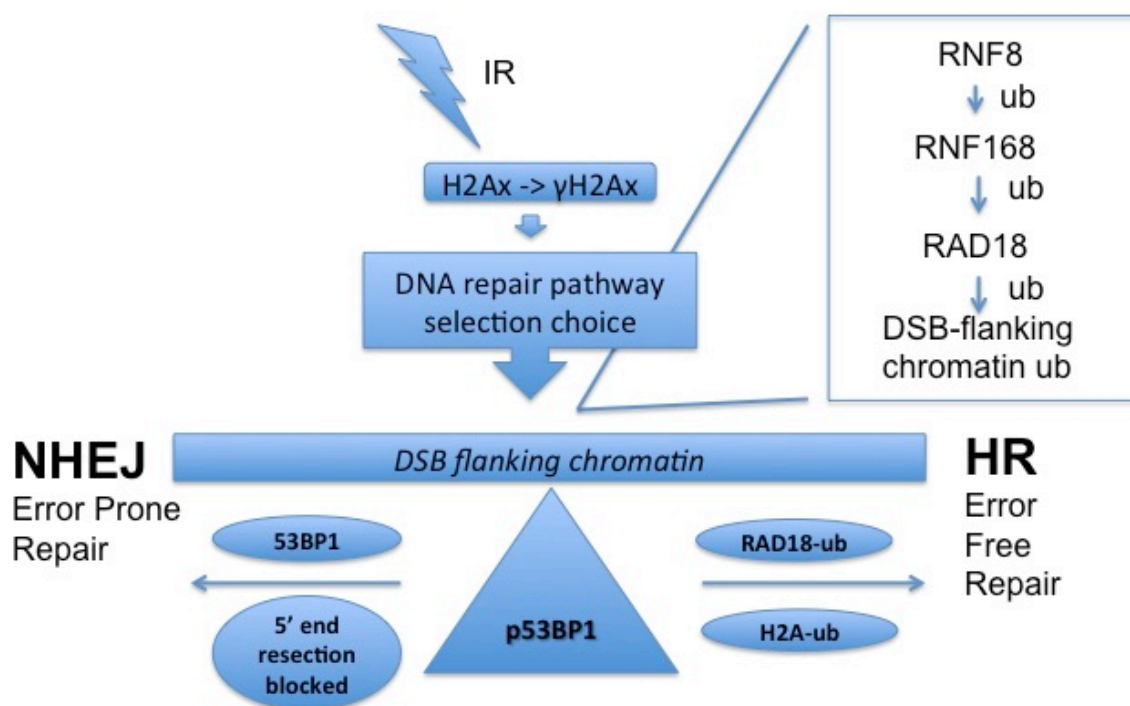 IR
H2Ax -> γH2Ax
DNA repair pathway
selection choice
RNF8
ub
RNF168
ub
RAD18
ub
DSB-flanking
chromatin ub
NHEJ
Error Prone
Repair
DSB flanking chromatin
HR
Error
Free
Repair
53BP1
5' end
resection
blocked
p53BP1
RAD18-ub
H2A-ub